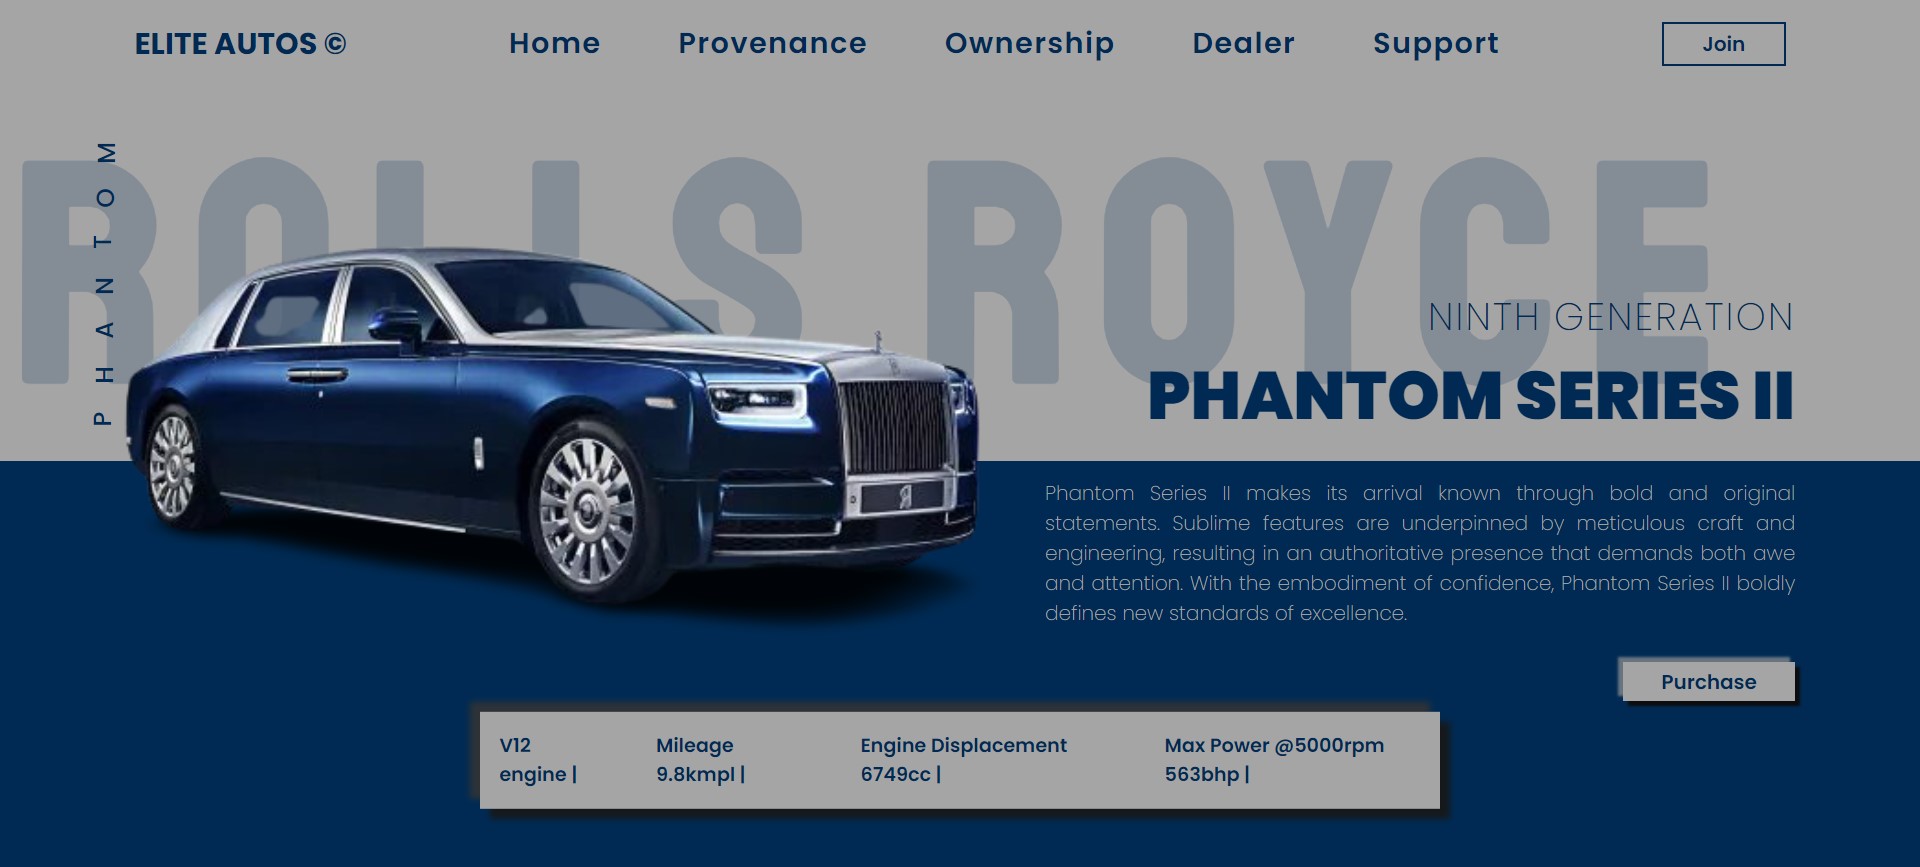 ELITE AUTOS ©
Home
Provenance
Ownership
Dealer
Support
Join
ROLLS ROYCE
PHANTOM
NINTH GENERATION
PHANTOM SERIES II
Phantom Series II makes its arrival known through bold and original
statements. Sublime features are underpinned by meticulous craft and
engineering, resulting in an authoritative presence that demands both awe
and attention. With the embodiment of confidence, Phantom Series II boldly
defines new standards of excellence.
Purchase
V12
engine |
Mileage
9.8kmpl |
Engine Displacement
6749cc |
Max Power @5000rpm
563bhp |